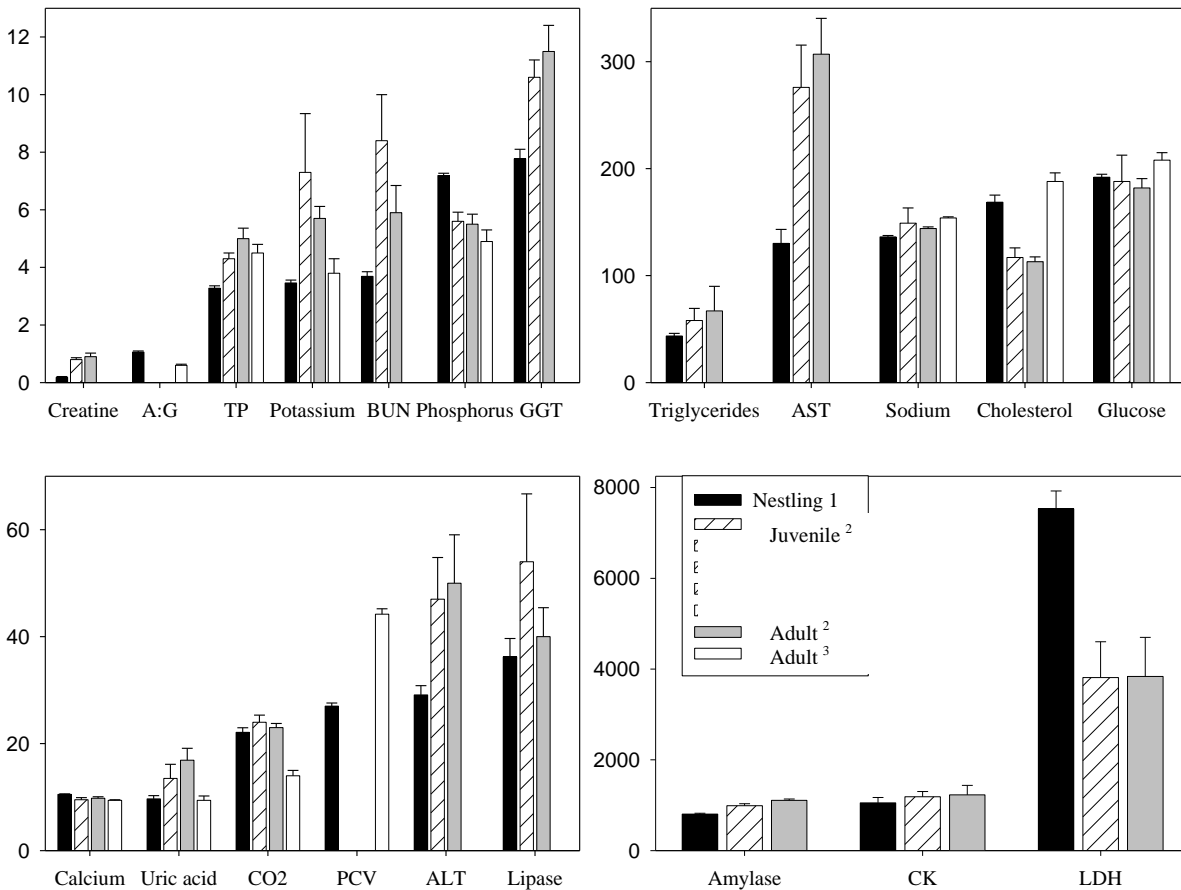 12
10
8
6
4
2
0
Creatine A:G TP Potassium BUN Phosphorus GGT
300
200
100
0
Triglycerides AST Sodium Cholesterol Glucose
60
40
20
0
Calcium Uric acid CO2 PCV ALT Lipase
8000
6000
4000
2000
0
Nestling 1
Juvenile ²
Adult ²
Adult ³
Amylase CK LDH